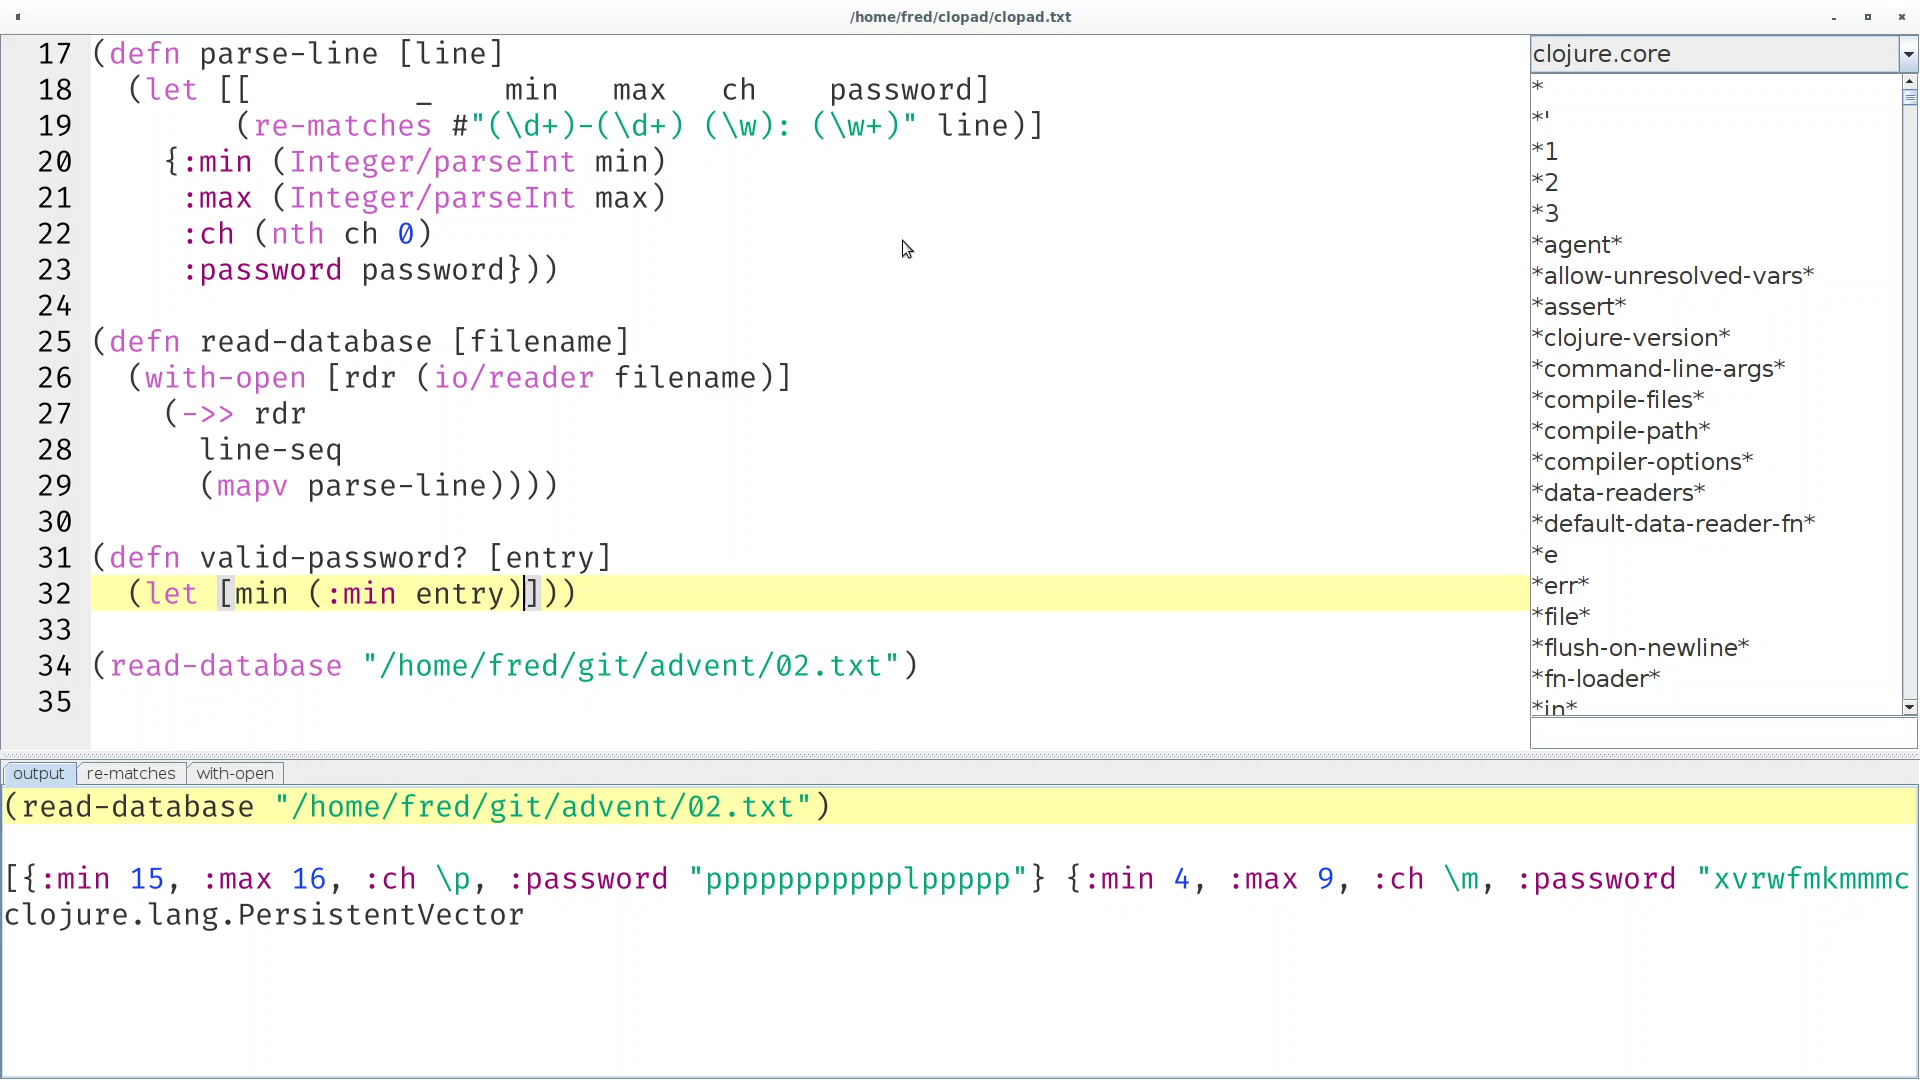 /home/fred/clopad/clopad.txt
17 (defn parse-line [line]
18   (let [[         _    min   max   ch    password]
19         (re-matches #"(\d+)-(\d+) (\w): (\w+)" line)]
20     {:min (Integer/parseInt min)
21      :max (Integer/parseInt max)
22      :ch (nth ch 0)
23      :password password}))
24
25 (defn read-database [filename]
26   (with-open [rdr (io/reader filename)]
27     (->> rdr
28       line-seq
29       (mapv parse-line))))
30
31 (defn valid-password? [entry]
32   (let [min (:min entry)]))
33
34 (read-database "/home/fred/git/advent/02.txt")
35
clojure.core
*
*'
*1
*2
*3
*agent*
*allow-unresolved-vars*
*assert*
*clojure-version*
*command-line-args*
*compile-files*
*compile-path*
*compiler-options*
*data-readers*
*default-data-reader-fn*
*e
*err*
*file*
*flush-on-newline*
*fn-loader*
*in*
output re-matches with-open
(read-database "/home/fred/git/advent/02.txt")
[{:min 15, :max 16, :ch \p, :password "ppppppppppplppppp"} {:min 4, :max 9, :ch \m, :password "xvrwfmkmmmc
clojure.lang.PersistentVector